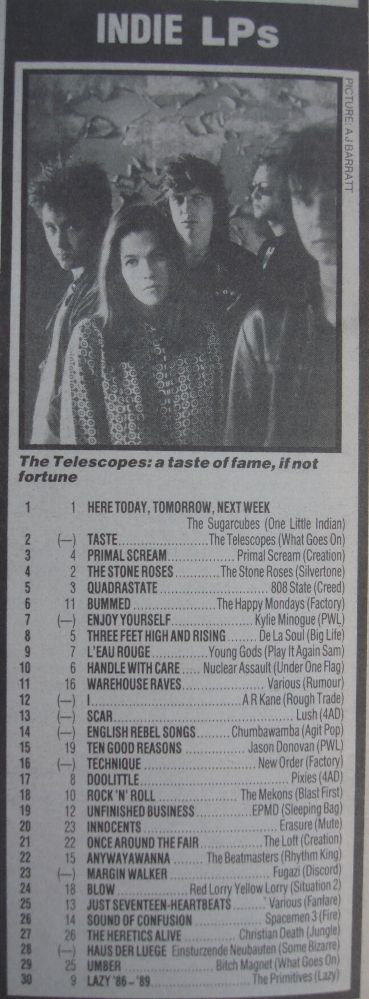 INDIE LPs
PICTURE: A J BARRATT
The Telescopes: a taste of fame, if not
fortune
1 1 HERE TODAY, TOMORROW, NEXT WEEK
The Sugarcubes (One Little Indian)
2 (—) TASTE..................The Telescopes (What Goes On)
3 4 PRIMAL SCREAM................ Primal Scream (Creation)
4 2 THE STONE ROSES...........The Stone Roses (Silvertone)
5 3 QUADRASTATE........................808 State (Creed)
6 11 BUMMED.................The Happy Mondays (Factory)
7 (—) ENJOY YOURSELF................ Kylie Minogue (PWL)
8 5 THREE FEET HIGH AND RISING........De La Soul (Big Life)
9 7 L'EAU ROUGE.........Young Gods (Play It Again Sam)
10 6 HANDLE WITH CARE.... Nuclear Assault (Under One Flag)
11 16 WAREHOUSE RAVES.................... Various (Rumour)
12 (—) I...............................A R Kane (Rough Trade)
13 (—) SCAR.................................... Lush (4AD)
14 (—) ENGLISH REBEL SONGS........Chumbawamba (Agit Pop)
15 19 TEN GOOD REASONS ............. Jason Donovan (PWL)
16 (—) TECHNIQUE.....................New Order (Factory)
17 8 DOOLITTLE................................Pixies (4AD)
18 10 ROCK 'N' ROLL.................The Mekons (Blast First)
19 12 UNFINISHED BUSINESS.............EPMD (Sleeping Bag)
20 23 INNOCENTS............................Erasure (Mute)
21 22 ONCE AROUND THE FAIR..............The Loft (Creation)
22 15 ANYWAYAWANNA ........ The Beatmasters (Rhythm King)
23 (—) MARGIN WALKER.....................Fugazi (Discord)
24 18 BLOW...............Red Lorry Yellow Lorry (Situation 2)
25 13 JUST SEVENTEEN-HEARTBEATS........Various (Fanfare)
26 14 SOUND OF CONFUSION..............Spacemen 3 (Fire)
27 26 THE HERETICS ALIVE............Christian Death (Jungle)
28 (—) HAUS DER LUEGE Einsturzende Neubauten (Some Bizarre)
29 25 UMBER.....................Bitch Magnet (What Goes On)
30 9 LAZY '86-'89.......................The Primitives (Lazy)